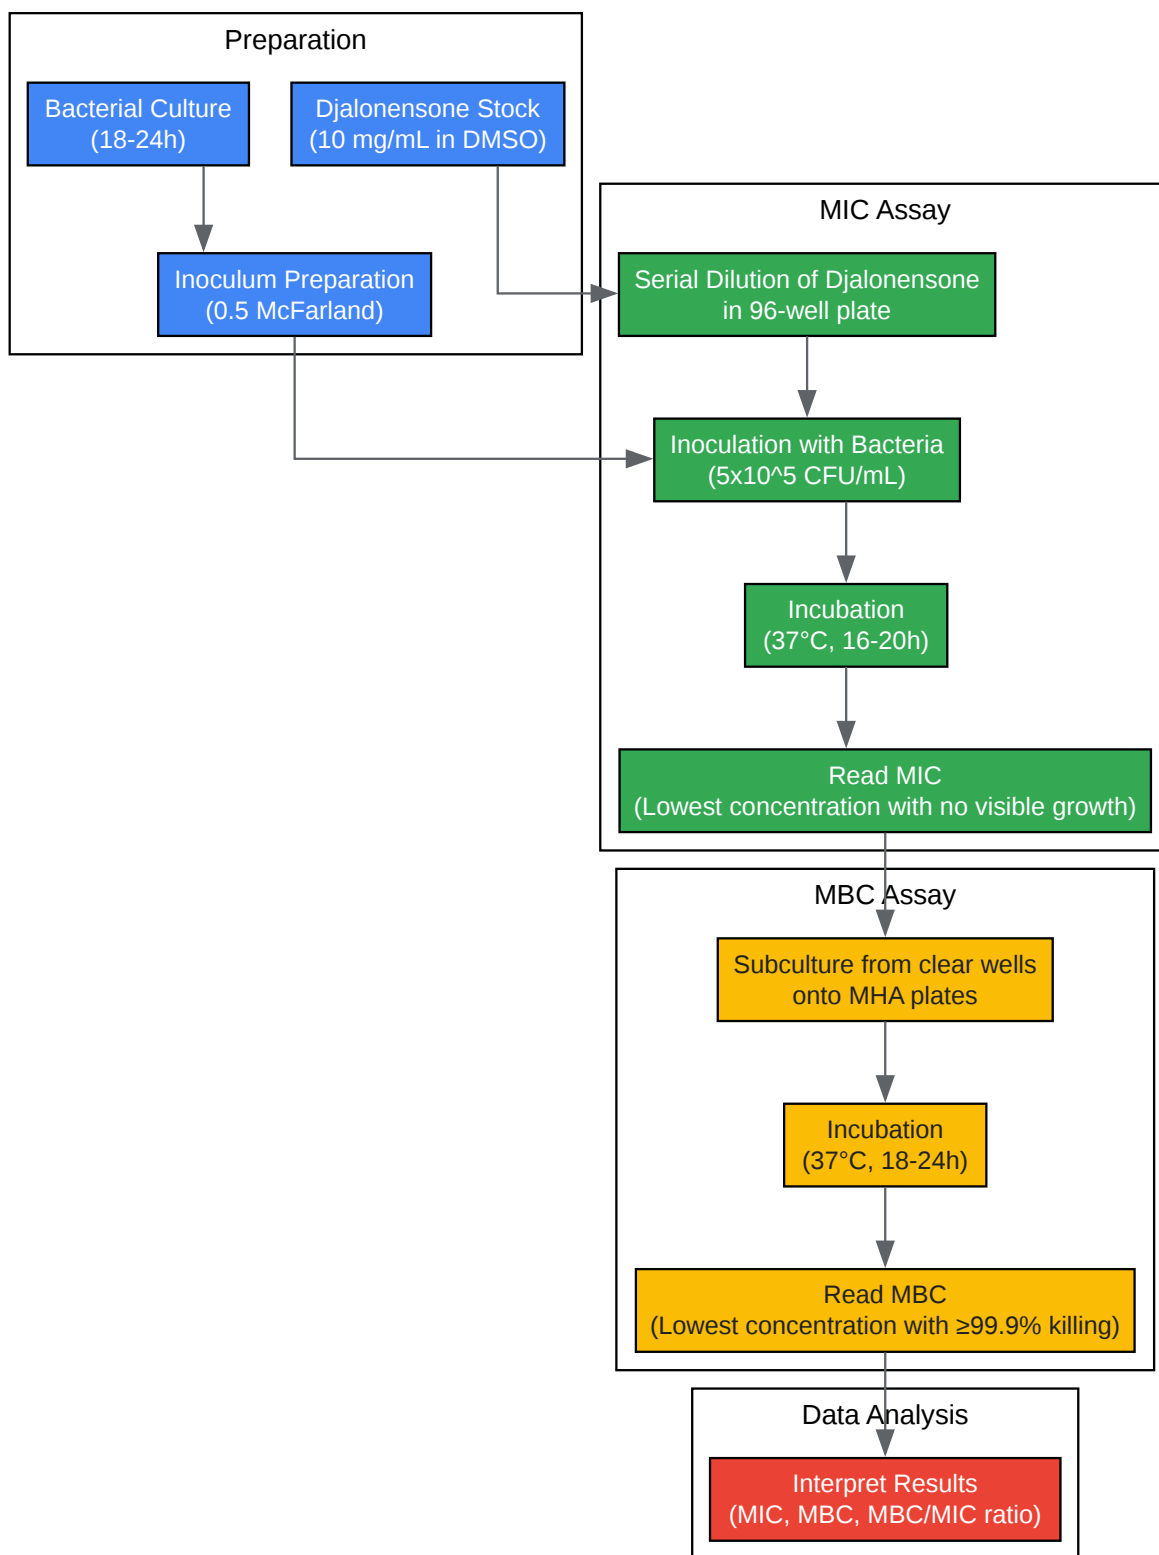 Preparation
Bacterial Culture
(18-24h)
Djalonensone Stock
(10 mg/mL in DMSO)
Inoculum Preparation
(0.5 McFarland)
MIC Assay
Serial Dilution of Djalonensone
in 96-well plate
Inoculation with Bacteria
(5x10^5 CFU/mL)
Incubation
(37°C, 16-20h)
Read MIC
(Lowest concentration with no visible growth)
MBC Assay
Subculture from clear wells
onto MHA plates
Incubation
(37°C, 18-24h)
Read MBC
(Lowest concentration with ≥99.9% killing)
Data Analysis
Interpret Results
(MIC, MBC, MBC/MIC ratio)